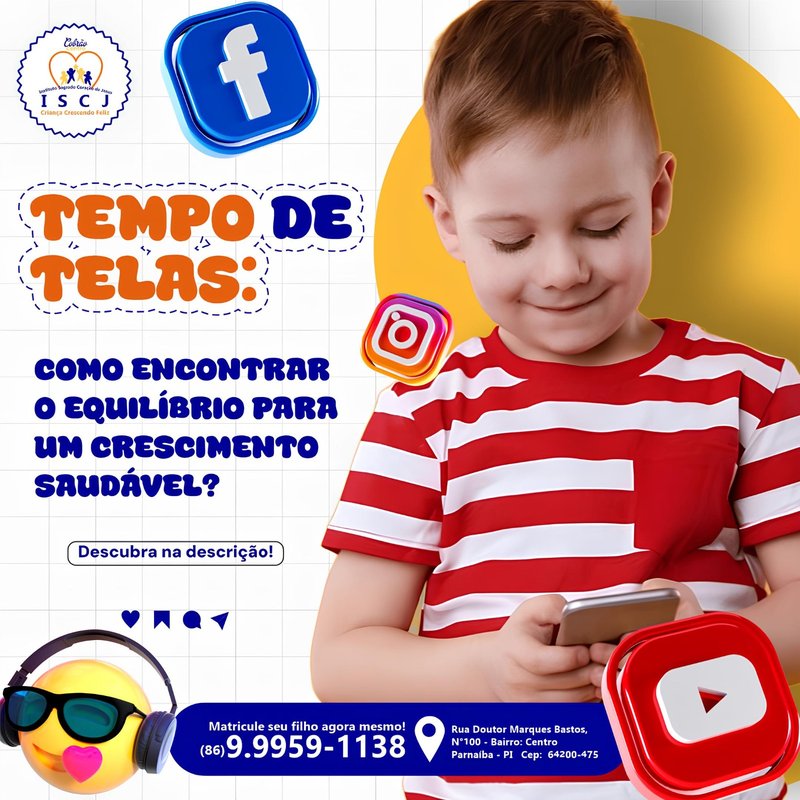 Cobrão
Instituto Sagrado Coração de Jesus
I S C J
Criança Crescendo Feliz
f
TEMPO DE
TELAS:
COMO ENCONTRAR
O EQUILÍBRIO PARA
UM CRESCIMENTO
SAUDÁVEL?
Descubra na descrição!
Matricule seu filho agora mesmo!
(86)9.9959-1138
Rua Doutor Marques Bastos,
N°100 - Bairro: Centro
Parnaíba - PI Cep: 64200-475